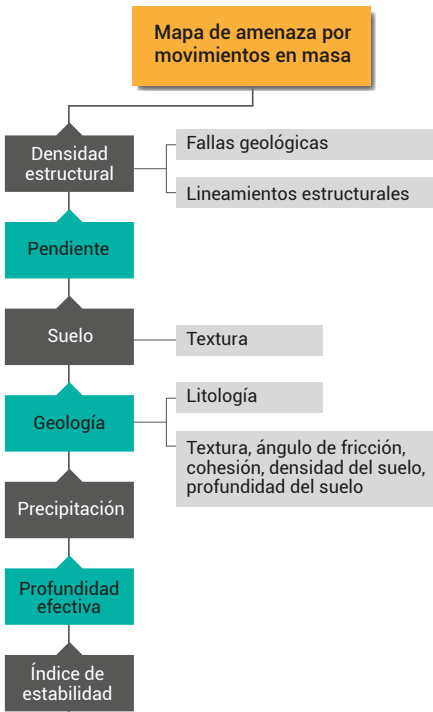 Mapa de amenaza por
movimientos en masa
Densidad
estructural
Fallas geológicas
Lineamientos estructurales
Pendiente
Suelo
Textura
Geología
Litología
Textura, ángulo de fricción,
cohesión, densidad del suelo,
profundidad del suelo
Precipitación
Profundidad
efectiva
Índice de
estabilidad